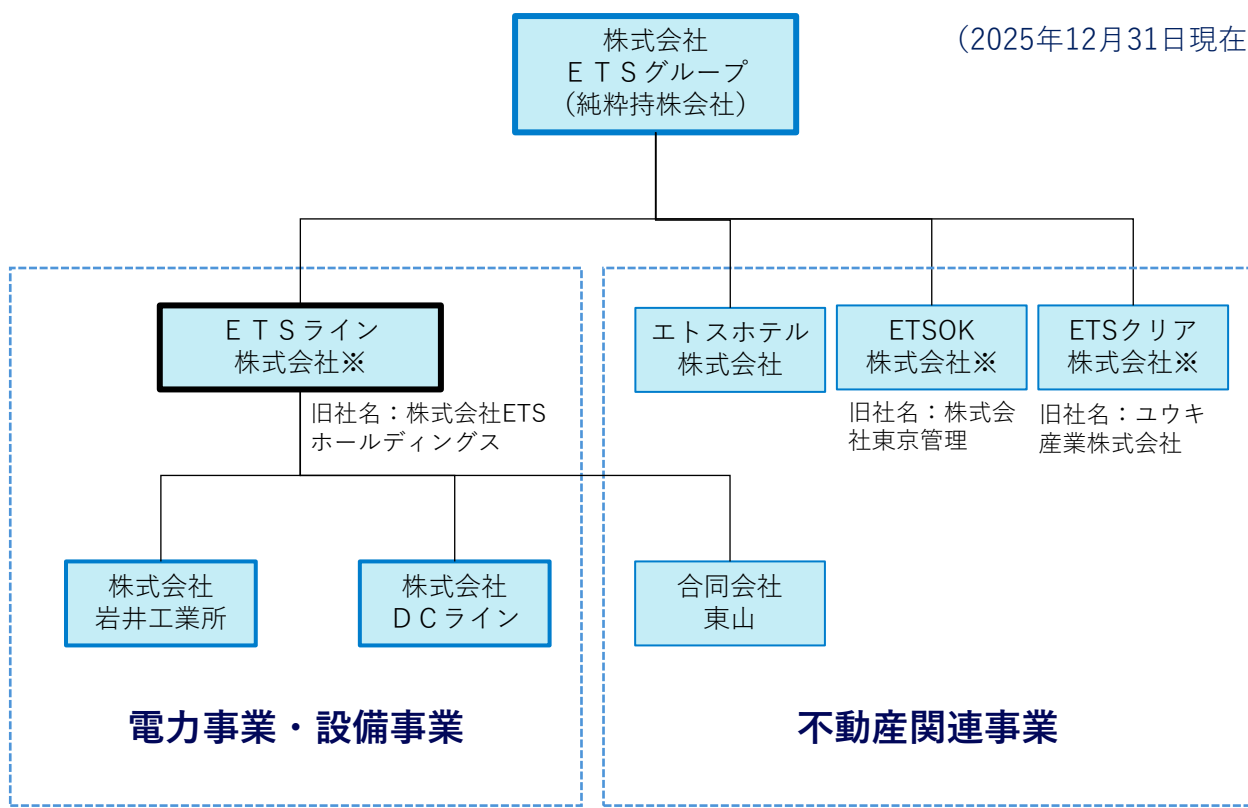 （2025年12月31日現在
株式会社
ＥＴＳグループ
（純粋持株会社）
ＥＴＳライン
株式会社※
旧社名：株式会社ETS
ホールディングス
エトスホテル
株式会社
ETSOK
株式会社※
旧社名：株式会
社東京管理
ETSクリア
株式会社※
旧社名：ユウキ
産業株式会社
株式会社
岩井工業所
株式会社
ＤＣライン
合同会社
東山
電力事業・設備事業
不動産関連事業